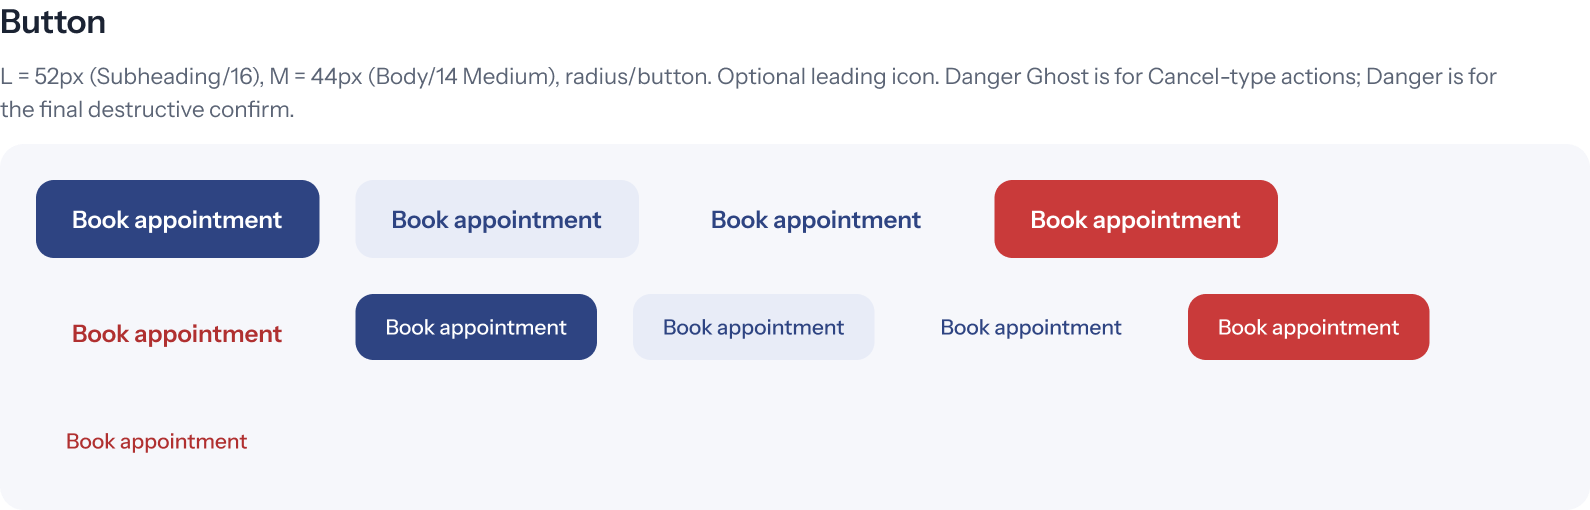 Button
L = 52px (Subheading/16), M = 44px (Body/14 Medium), radius/button. Optional leading icon. Danger Ghost is for Cancel-type actions; Danger is for
the final destructive confirm.
Book appointment
Book appointment
Book appointment
Book appointment
Book appointment
Book appointment
Book appointment
Book appointment
Book appointment
Book appointment